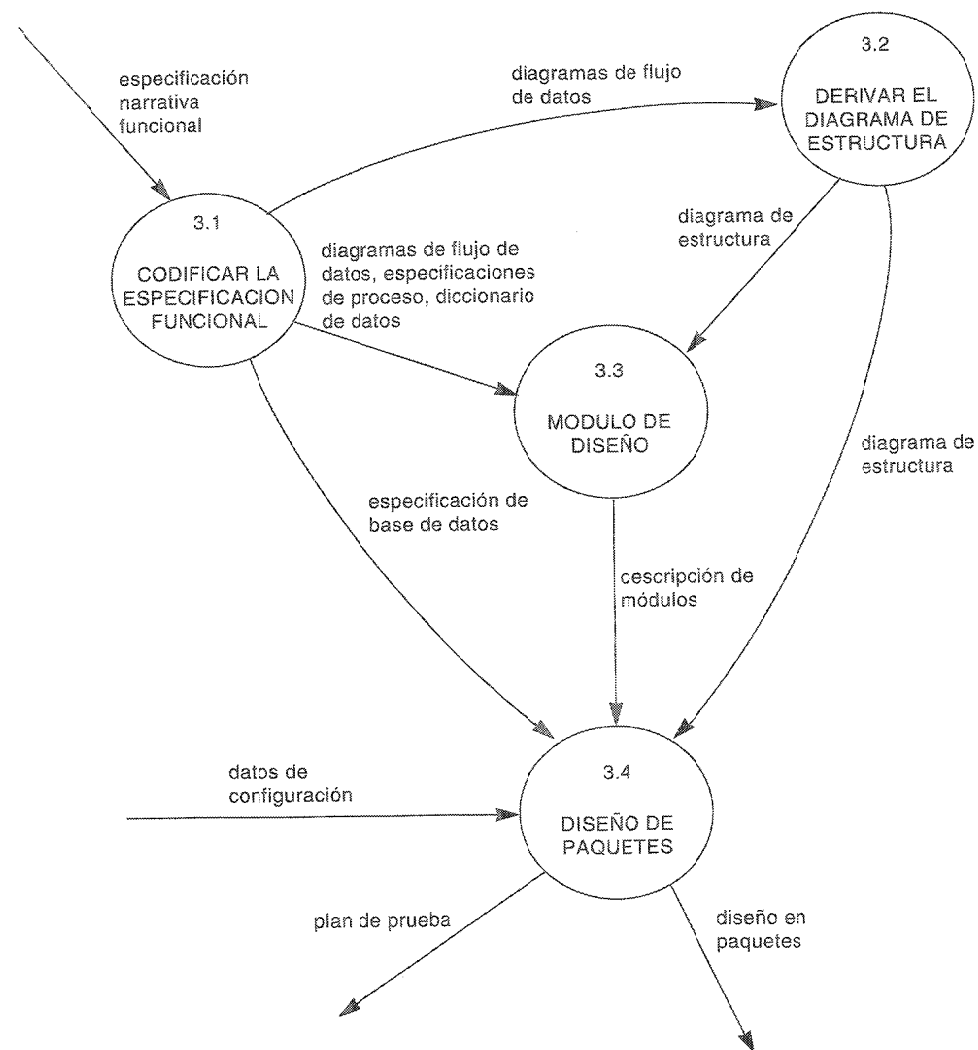 especificación
narrativa
funcional
diagramas de flujo
de datos
3.2
DERIVAR EL
DIAGRAMA DE
ESTRUCTURA
3.1
CODIFICAR LA
ESPECIFICACION
FUNCIONAL
diagramas de flujo de
datos, especificaciones
de proceso, diccionario
de datos
diagrama de
estructura
3.3
MODULO DE
DISEÑO
diagrama de
estructura
especificación de
base de datos
cescripción de
módulos
datos de
configuración
3.4
DISEÑO DE
PAQUETES
plan de prueba
diseño en
paquetes